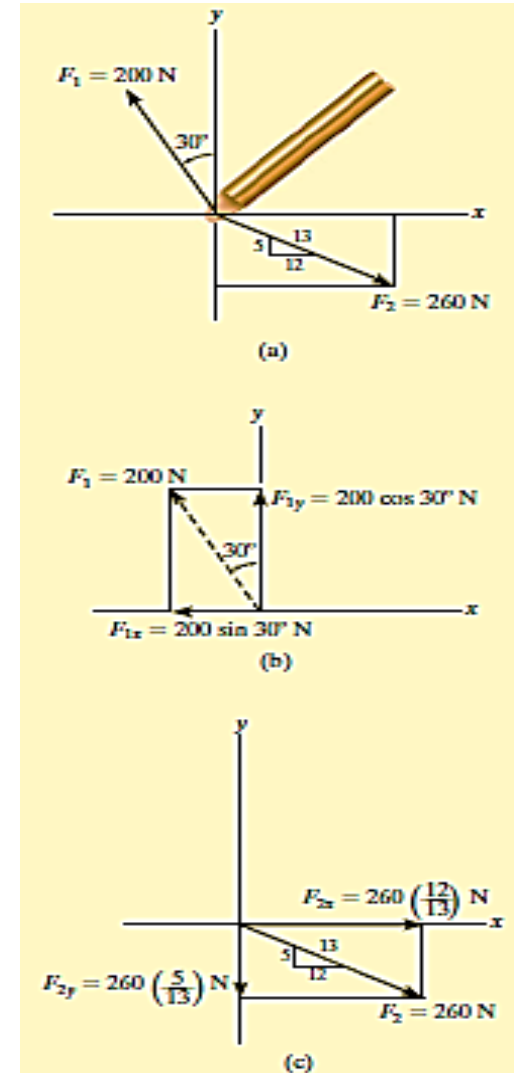 y
F₁ = 200 N
30°
x
5 13
12
F₂ = 260 N
(a)
y
F₁ = 200 N
F₁y = 200 cos 30° N
30°
x
F₁x = 200 sin 30° N
(b)
y
F₂x = 260 (12/13) N
x
5 13
12
F₂y = 260 (5/13) N
F₂ = 260 N
(c)